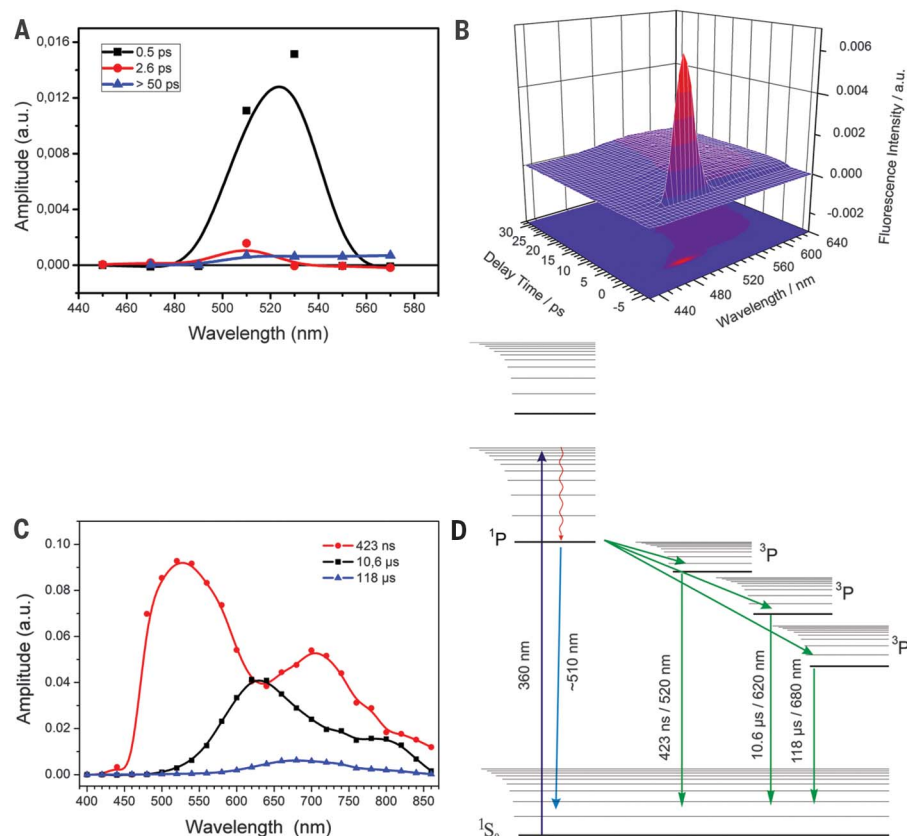 A
0,016
0,012
0,008
0,004
0,000
Amplitude (a.u.)
0.5 ps
2.6 ps
> 50 ps
440 460 480 500 520 540 560 580
Wavelength (nm)
B
0.006
0.004
0.002
0.000
-0.002
Fluorescence Intensity / a.u.
30
25
20
15
10
5
0
-5
Delay Time / ps
440
480
520
560
600
640
Wavelength / nm
C
0.10
0.08
0.06
0.04
0.02
0.00
Amplitude (a.u.)
423 ns
10,6 µs
118 µs
400 450 500 550 600 650 700 750 800 850
Wavelength (nm)
D
¹P
³P
³P
³P
360 nm
~510 nm
423 ns / 520 nm
10.6 µs / 620 nm
118 µs / 680 nm
¹S₀